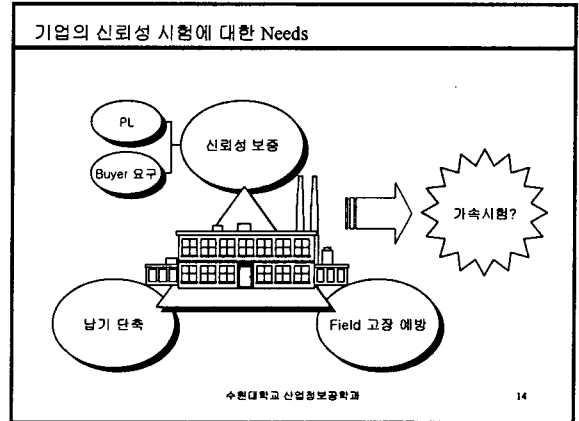 기업의 신뢰성 시험에 대한 Needs
PL
Buyer 요구
신뢰성 보증
가속시험?
납기 단축
Field 고장 예방
수원대학교 산업정보공학과
14